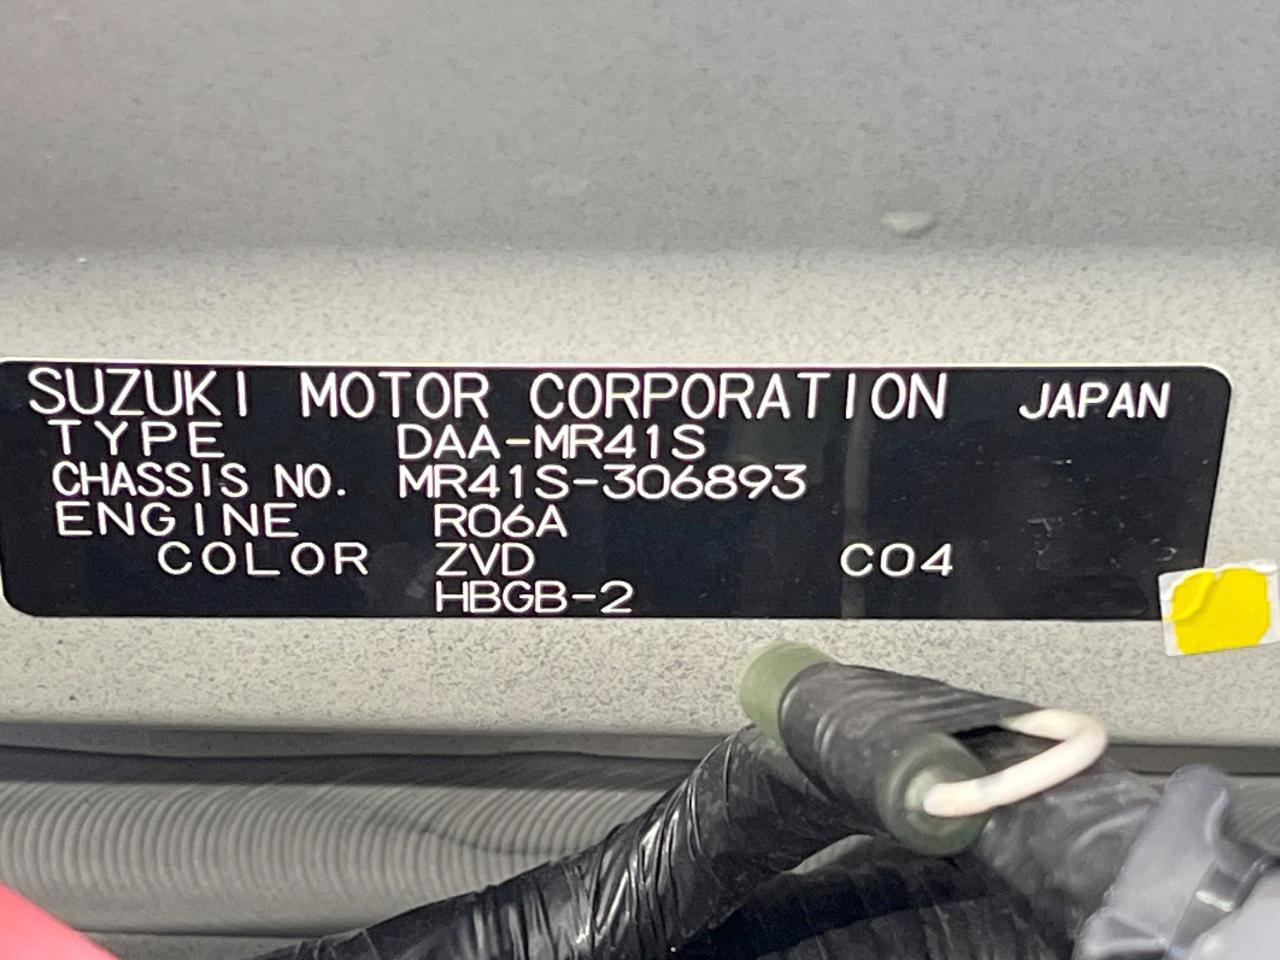 SUZUKI MOTOR CORPORATION JAPAN
TYPE DAA-MR41S
CHASSIS NO. MR41S-306893
ENGINE R06A
COLOR ZVD C04
HBGB-2